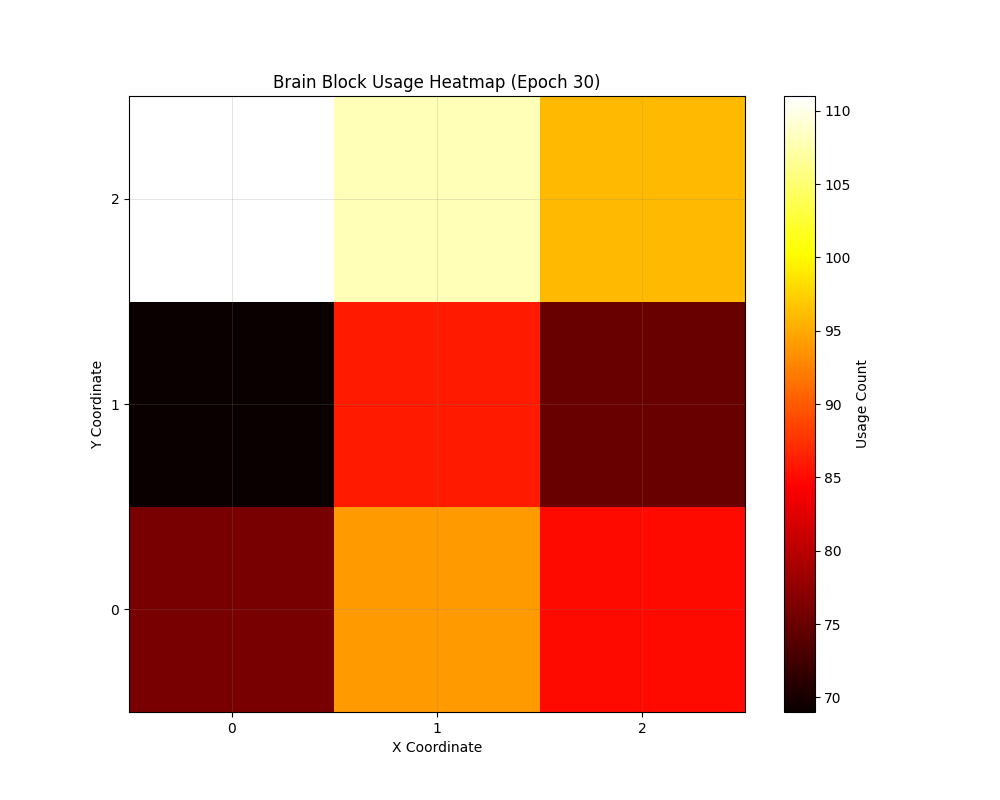 Brain Block Usage Heatmap (Epoch 30)
2
1
0
Y Coordinate
0 1 2
X Coordinate
110
105
100
95
90
85
80
75
70
Usage Count